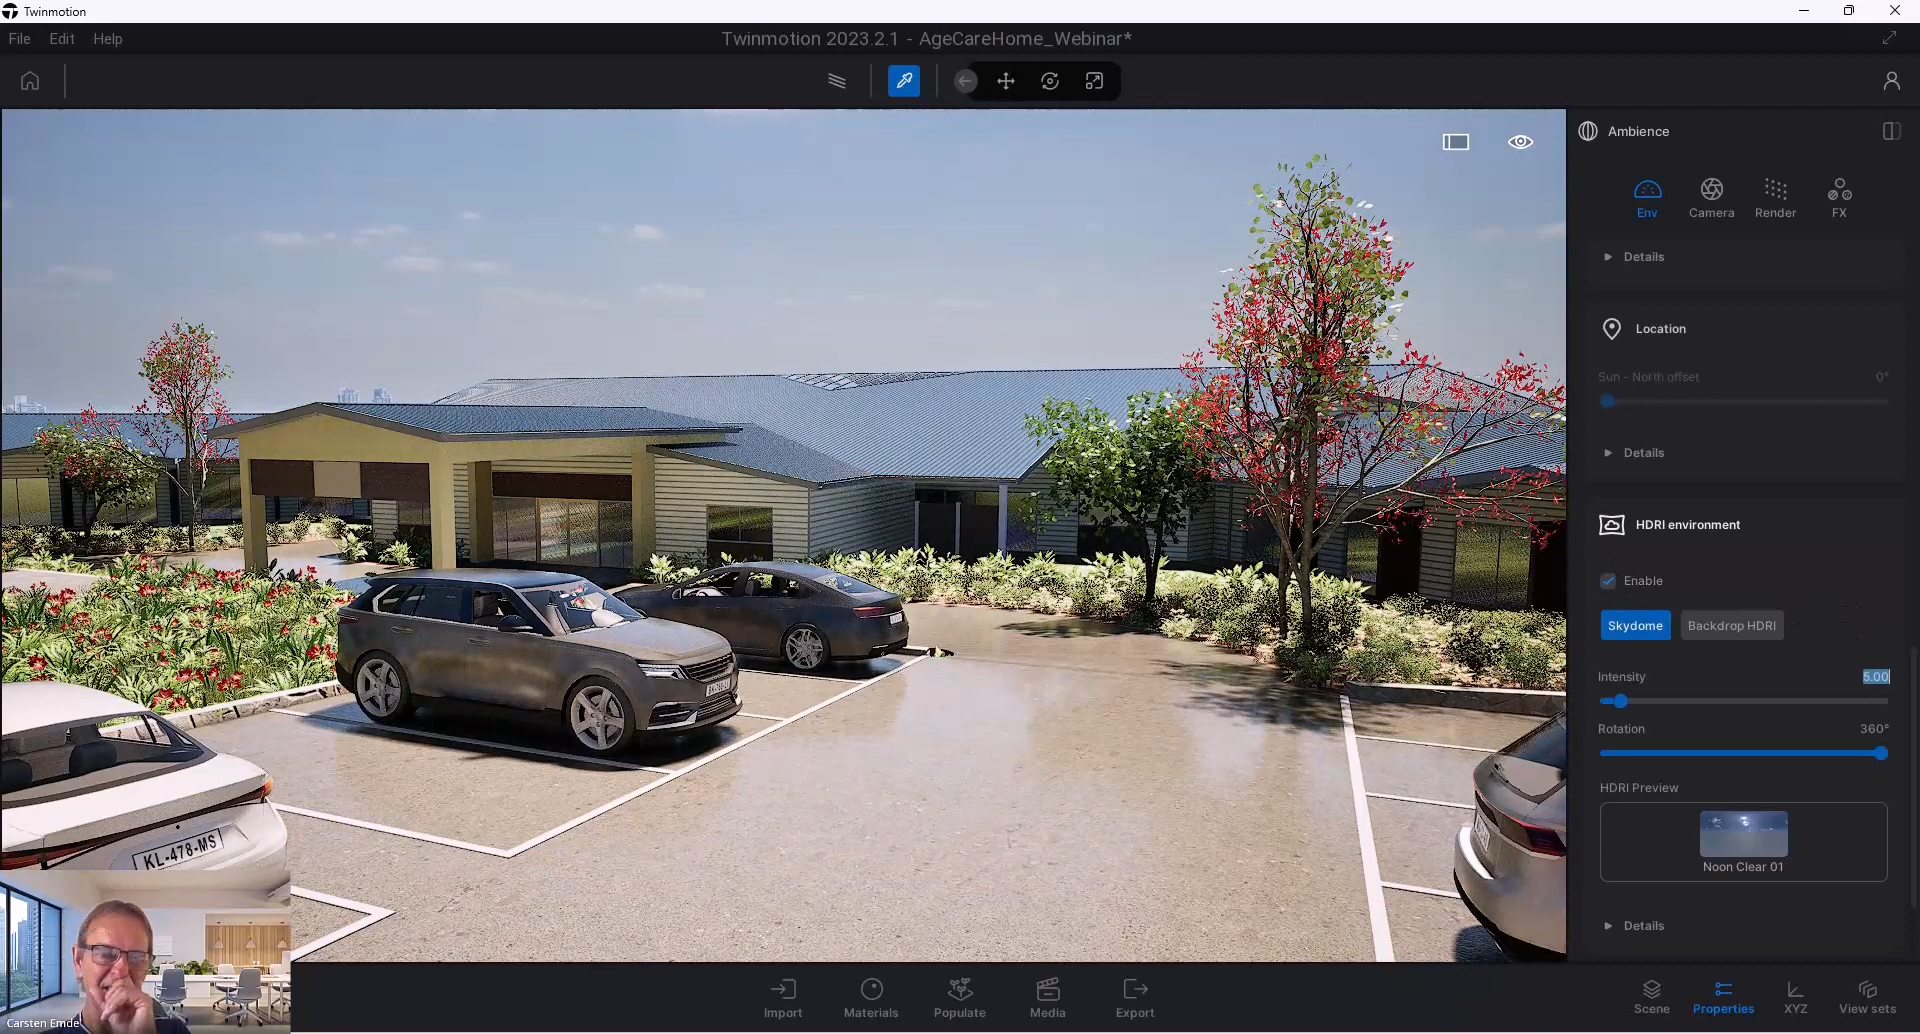 Twinmotion
File Edit Help
Twinmotion 2023.2.1 - AgeCareHome_Webinar*
Ambience
Env Camera Render FX
Details
Location
Sun - North offset 0°
Details
HDRI environment
Enable
Skydome Backdrop HDRI
Intensity 5.00
Rotation 360°
HDRI Preview
Noon Clear 01
Details
KL-478-MS
Carsten Emde
Import Materials Populate Media Export
Scene Properties XYZ View sets